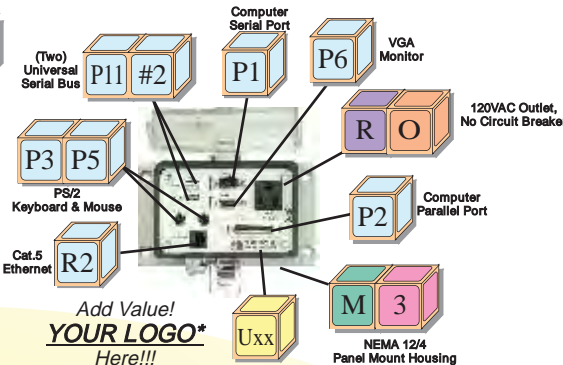 Computer
Serial Port
P1
(Two)
Universal
Serial Bus
P11 #2
P6
VGA
Monitor
R O
120VAC Outlet,
No Circuit Breake
P3 P5
PS/2
Keyboard & Mouse
P2
Computer
Parallel Port
Cat.5
Ethernet
R2
M 3
NEMA 12/4
Panel Mount Housing
Uxx
Add Value!
YOUR LOGO*
Here!!!